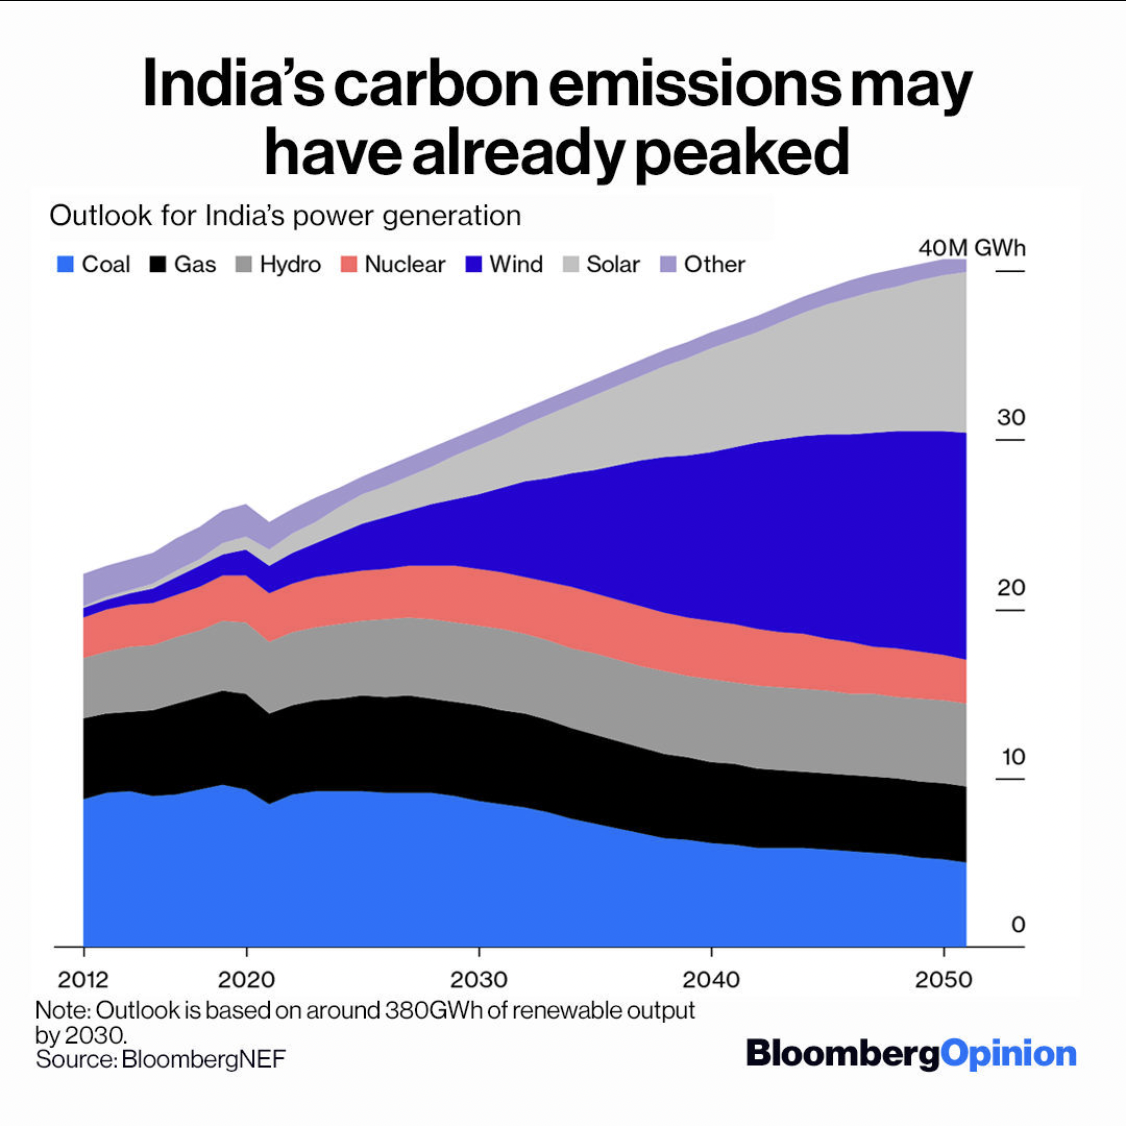 India's carbon emissions may
have already peaked
Outlook for India's power generation
Coal Gas Hydro Nuclear Wind Solar Other
40M GWh
30
20
10
0
2012 2020 2030 2040 2050
Note: Outlook is based on around 380GWh of renewable output
by 2030.
Source: BloombergNEF
BloombergOpinion